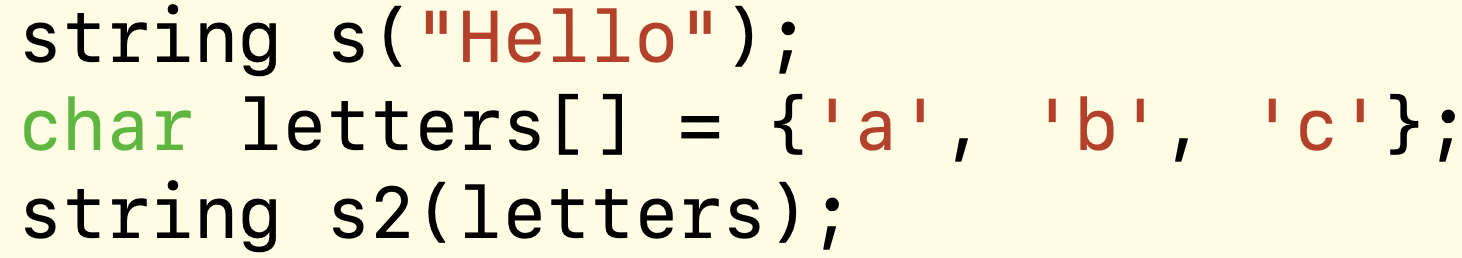 string s("Hello");
char letters[] = {'a', 'b', 'c'};
string s2(letters);